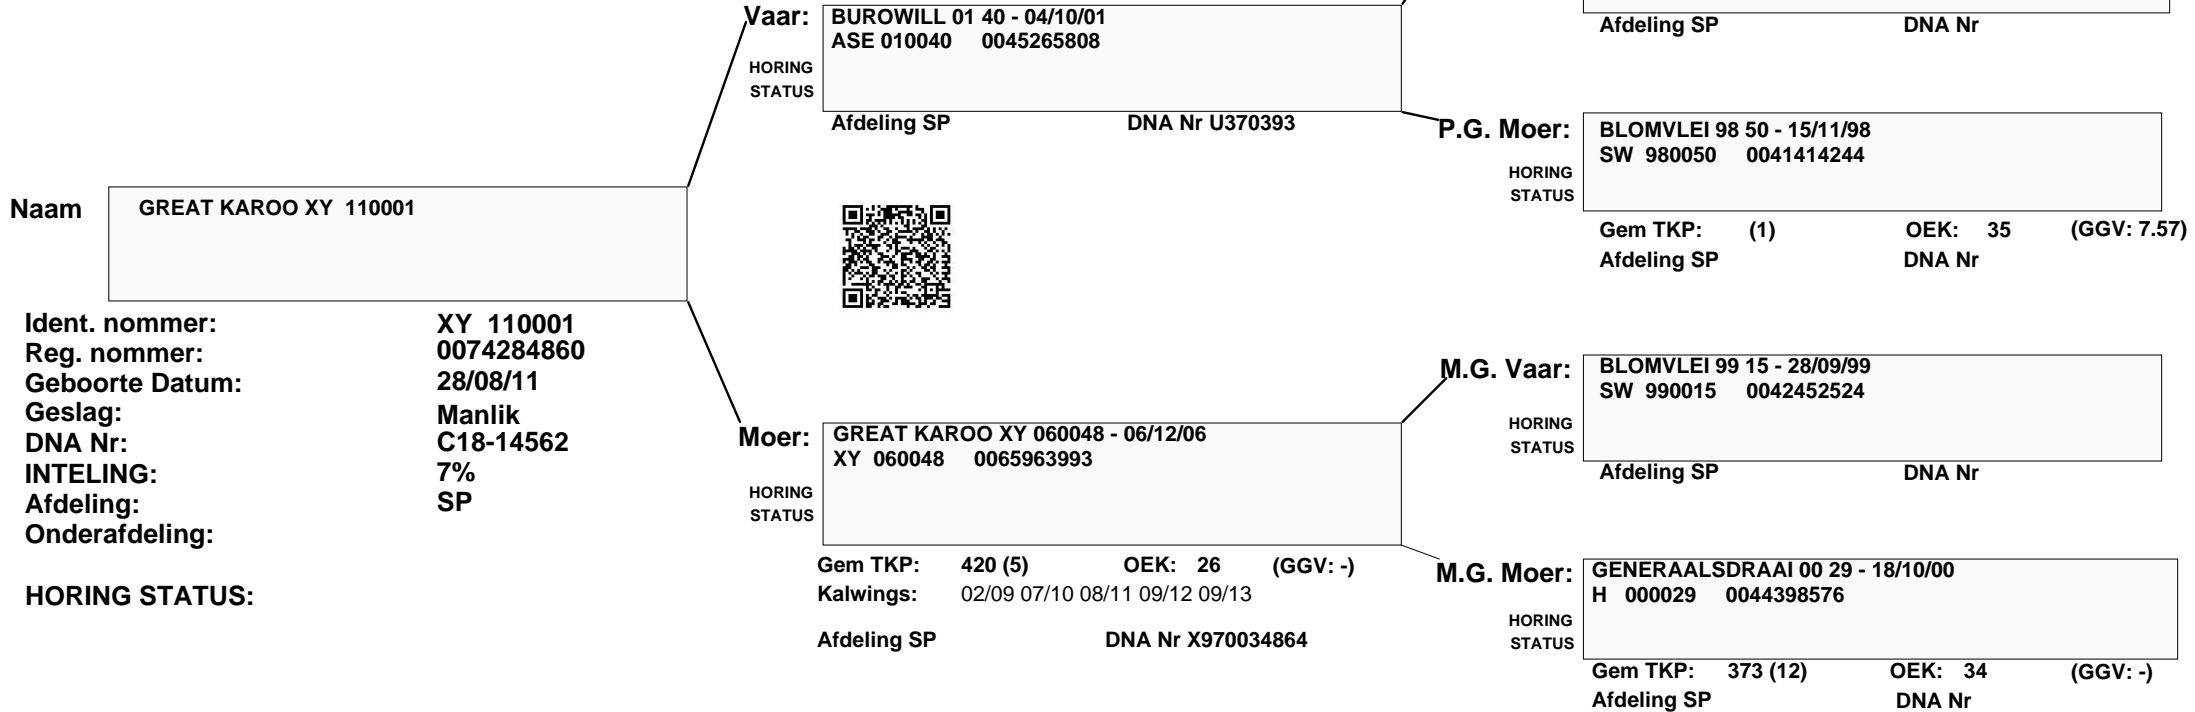 Vaar:
BUROWILL 01 40 - 04/10/01
ASE 010040 0045265808
HORING
STATUS
Afdeling SP DNA Nr U370393
Afdeling SP DNA Nr
P.G. Moer:
BLOMVLEI 98 50 - 15/11/98
SW 980050 0041414244
HORING
STATUS
Gem TKP: (1) OEK: 35 (GGV: 7.57)
Afdeling SP DNA Nr
Naam GREAT KAROO XY 110001
Ident. nommer: XY 110001
Reg. nommer: 0074284860
Geboorte Datum: 28/08/11
Geslag: Manlik
DNA Nr: C18-14562
INTELING: 7%
Afdeling: SP
Onderafdeling:
HORING STATUS:
Moer:
GREAT KAROO XY 060048 - 06/12/06
XY 060048 0065963993
HORING
STATUS
Gem TKP: 420 (5) OEK: 26 (GGV: -)
Kalwings: 02/09 07/10 08/11 09/12 09/13
Afdeling SP DNA Nr X970034864
M.G. Vaar:
BLOMVLEI 99 15 - 28/09/99
SW 990015 0042452524
HORING
STATUS
Afdeling SP DNA Nr
M.G. Moer:
GENERAALSDRAAI 00 29 - 18/10/00
H 000029 0044398576
HORING
STATUS
Gem TKP: 373 (12) OEK: 34 (GGV: -)
Afdeling SP DNA Nr